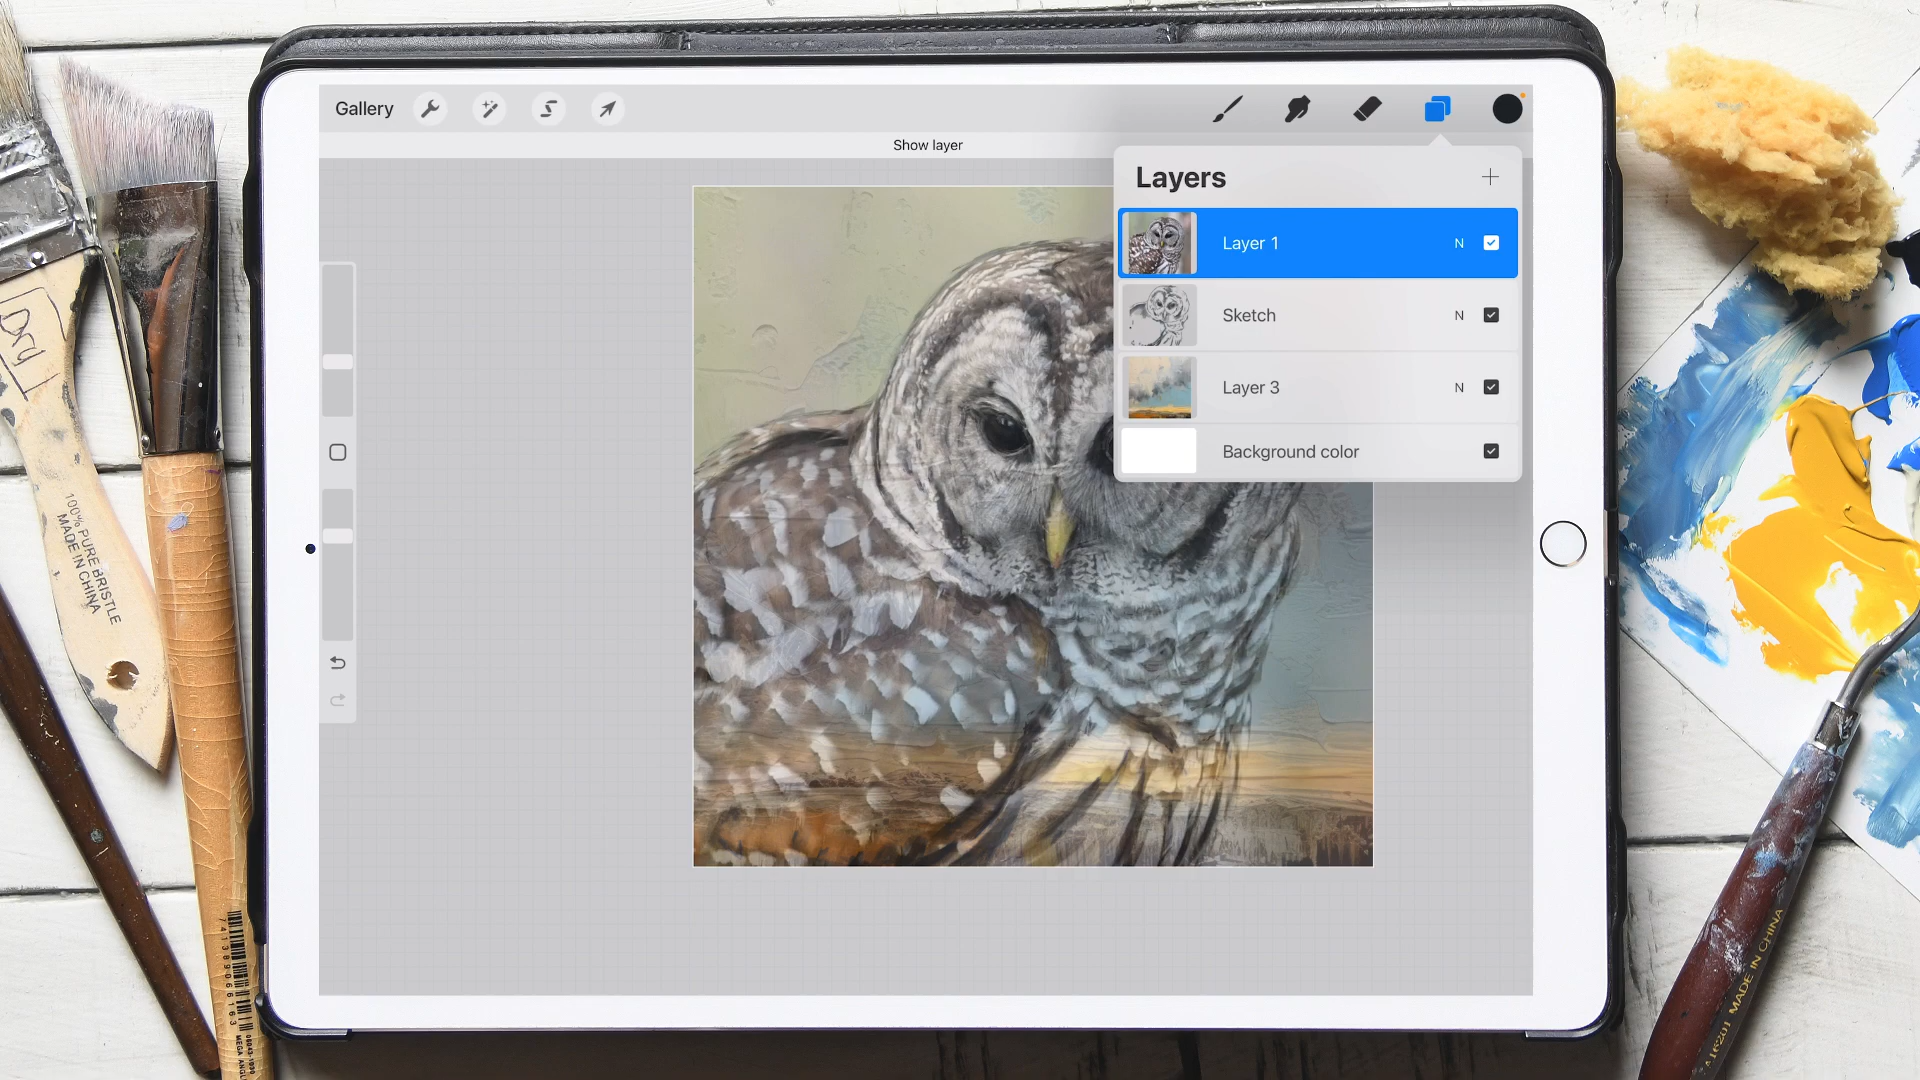 Gallery
Show layer
Layers
Layer 1 N
Sketch N
Layer 3 N
Background color
Dry
100% PURE BRISTLE
MADE IN CHINA
MADE IN CHINA